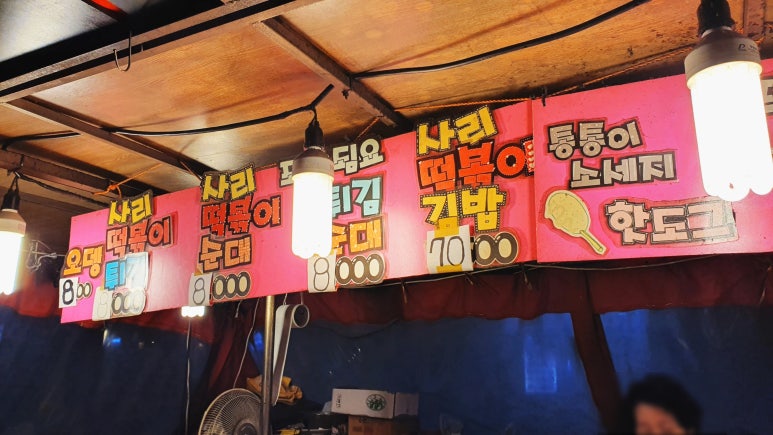 오뎅
800
사리
떡볶이
튀김
8000
사리
떡볶이
순대
8000
튀김
순대
8000
사리
떡볶이
김밥
7000
통통이
소세지
핫도그